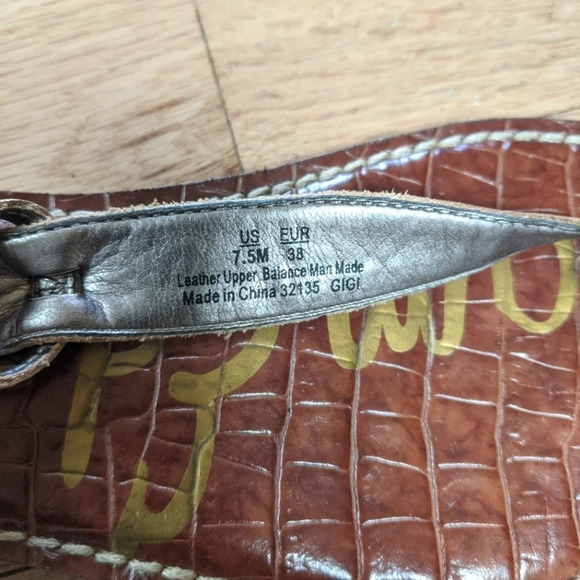 US EUR
7.5M 38
Leather Upper, Balance Man Made
Made in China 32135 GIGI